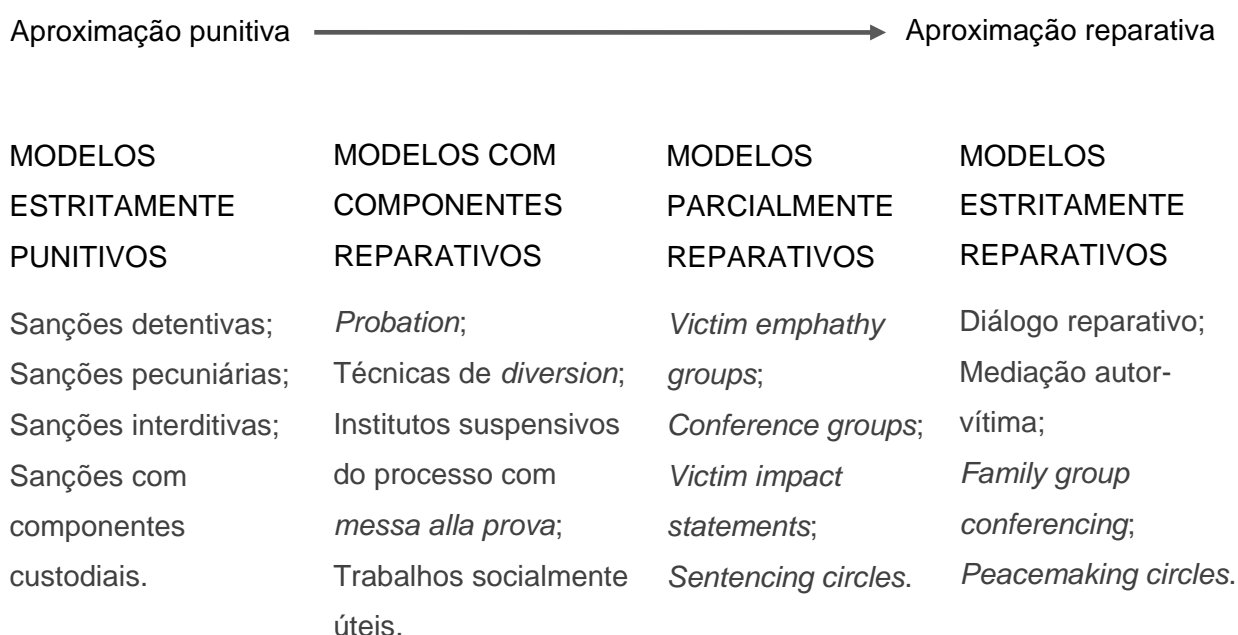 Aproximação punitiva
Aproximação reparativa
MODELOS
ESTRITAMENTE
PUNITIVOS
Sanções detentivas;
Sanções pecuniárias;
Sanções interditivas;
Sanções com
componentes
custodiais.
MODELOS COM
COMPONENTES
REPARATIVOS
Probation;
Técnicas de diversion;
Institutos suspensivos
do processo com
messa alla prova;
Trabalhos socialmente
úteis.
MODELOS
PARCIALMENTE
REPARATIVOS
Victim emphathy
groups;
Conference groups;
Victim impact
statements;
Sentencing circles.
MODELOS
ESTRITAMENTE
REPARATIVOS
Diálogo reparativo;
Mediação autor-
vítima;
Family group
conferencing;
Peacemaking circles.